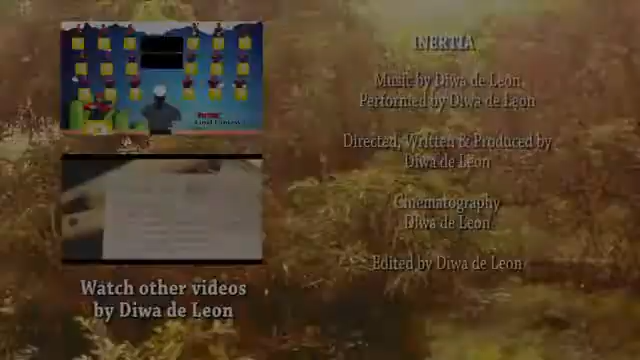 INERTIA
Music by Diwa de Leon
Performed by Diwa de Leon
Directed, Written & Produced by
Diwa de Leon
Cinematography
Diwa de Leon
Edited by Diwa de Leon
Watch other videos
by Diwa de Leon